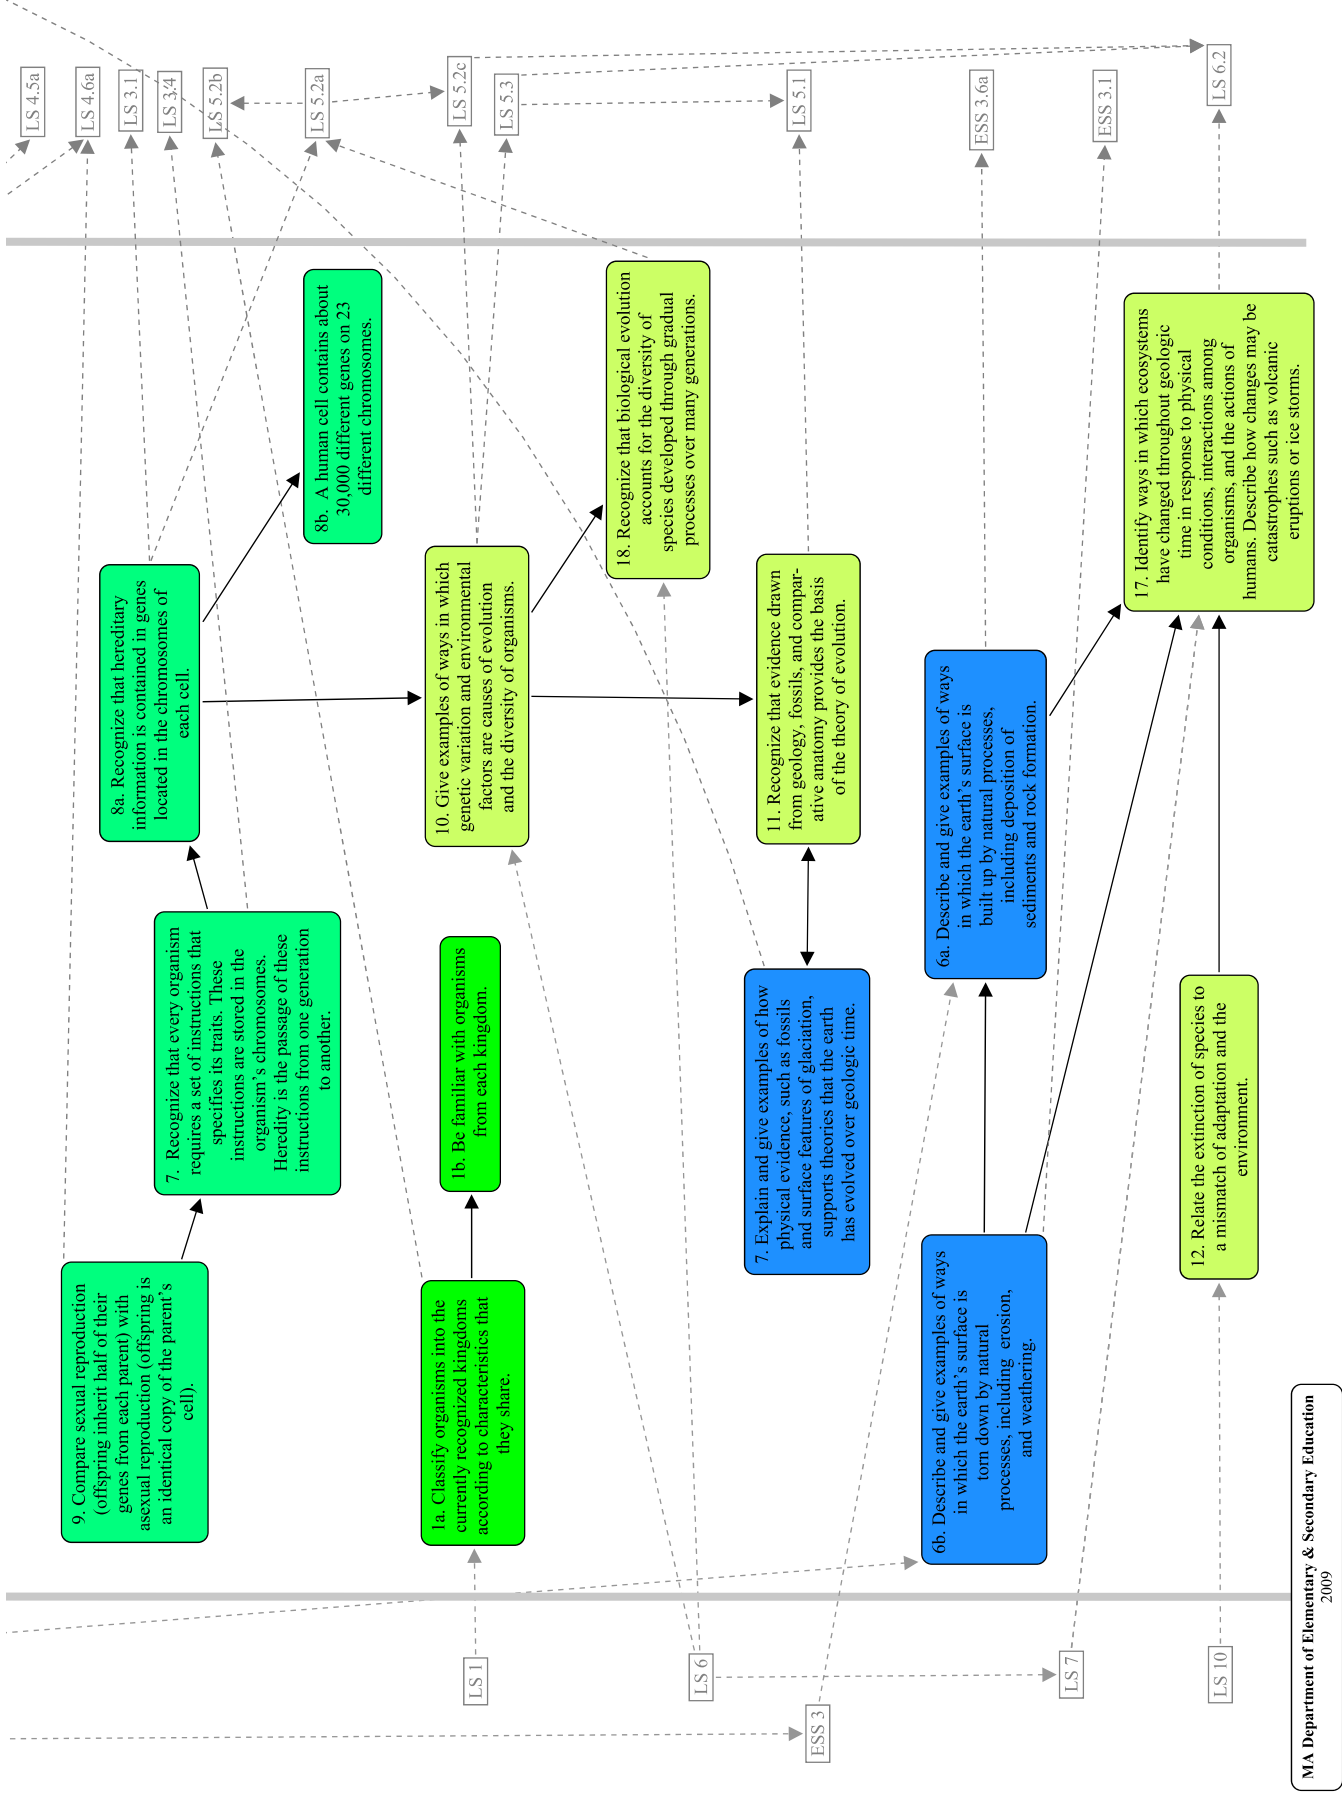 LS 4.5a
LS 4.6a
LS 3.1
LS 3.4
LS 5.2b
LS 5.2a
LS 5.2c
LS 5.3
LS 5.1
ESS 3.6a
ESS 3.1
LS 6.2
8b.  A human cell contains about
30,000 different genes on 23
different chromosomes.
18. Recognize that biological evolution
accounts for the diversity of
species developed through gradual
processes over many generations.
17. Identify ways in which ecosystems
have changed throughout geologic
time in response to physical
conditions, interactions among
organisms, and the actions of
humans. Describe how changes may be
catastrophes such as volcanic
eruptions or ice storms.
8a. Recognize that hereditary
information is contained in genes
located in the chromosomes of
each cell.
10. Give examples of ways in which
genetic variation and environmental
factors are causes of evolution
and the diversity of organisms.
11. Recognize that evidence drawn
from geology, fossils, and compar-
ative anatomy provides the basis
of the theory of evolution.
6a. Describe and give examples of ways
in which the earth's surface is
built up by natural processes,
including deposition of
sediments and rock formation.
7.  Recognize that every organism
requires a set of instructions that
specifies its traits. These
instructions are stored in the
organism's chromosomes.
Heredity is the passage of these
instructions from one generation
to another.
1b. Be familiar with organisms
from each kingdom.
7. Explain and give examples of how
physical evidence, such as fossils
and surface features of glaciation,
supports theories that the earth
has evolved over geologic time.
12. Relate the extinction of species to
a mismatch of adaptation and the
environment.
9. Compare sexual reproduction
(offspring inherit half of their
genes from each parent) with
asexual reproduction (offspring is
an identical copy of the parent's
cell).
1a. Classify organisms into the
currently recognized kingdoms
according to characteristics that
they share.
6b. Describe and give examples of ways
in which the earth's surface is
torn down by natural
processes, including  erosion,
and weathering.
LS 1
LS 6
ESS 3
LS 7
LS 10
MA Department of Elementary & Secondary Education
2009